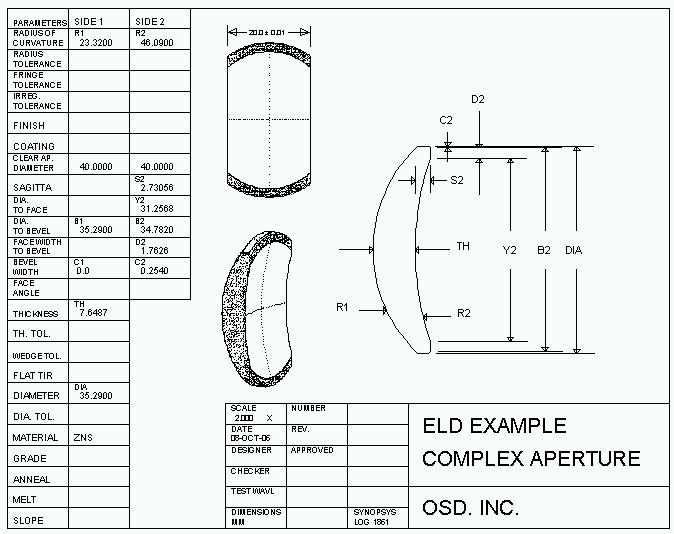 PARAMETERS SIDE 1 SIDE 2
RADIUS OF CURVATURE R1 23.3200 R2 46.0900
RADIUS TOLERANCE
FRINGE TOLERANCE
IRREG. TOLERANCE
FINISH
COATING
CLEAR AP. DIAMETER 40.0000 40.0000
SAGITTA S2 2.73056
DIA. TO FACE Y2 31.2568
DIA. TO BEVEL B1 35.2900 B2 34.7820
FACE WIDTH TO BEVEL D2 1.7626
BEVEL WIDTH C1 0.0 C2 0.2540
FACE ANGLE
THICKNESS TH 7.6487
TH. TOL.
WEDGE TOL.
FLAT TIR
DIAMETER DIA 35.2900
DIA. TOL.
MATERIAL ZNS
GRADE
ANNEAL
MELT
SLOPE
20.0 ± 0.01
D2
C2
S2
TH
Y2
B2
DIA
R1
R2
SCALE 2.000 X NUMBER
DATE 08-OCT-06 REV.
DESIGNER APPROVED
CHECKER
TEST WAVL
DIMENSIONS MM SYNOPSYS LOG 1861
ELD EXAMPLE
COMPLEX APERTURE
OSD. INC.